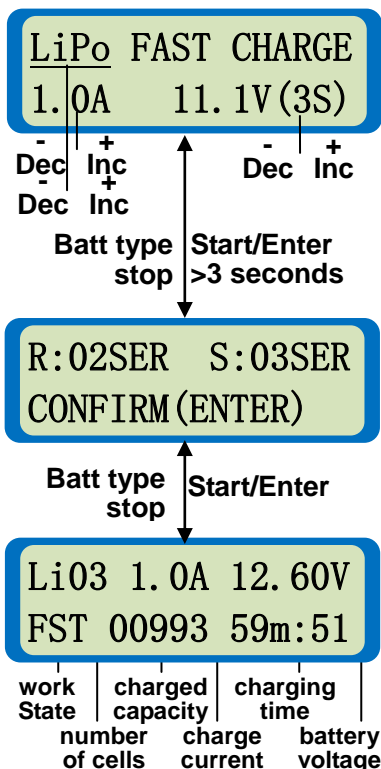 LiPo FAST CHARGE
1.0A 11.1V(3S)
- + - +
Dec Inc Dec Inc
- +
Dec Inc
Batt type Start/Enter
stop >3 seconds
R:02SER S:03SER
CONFIRM(ENTER)
Batt type Start/Enter
stop
Li03 1.0A 12.60V
FST 00993 59m:51
work charged charging
State capacity time
number charge battery
of cells current voltage